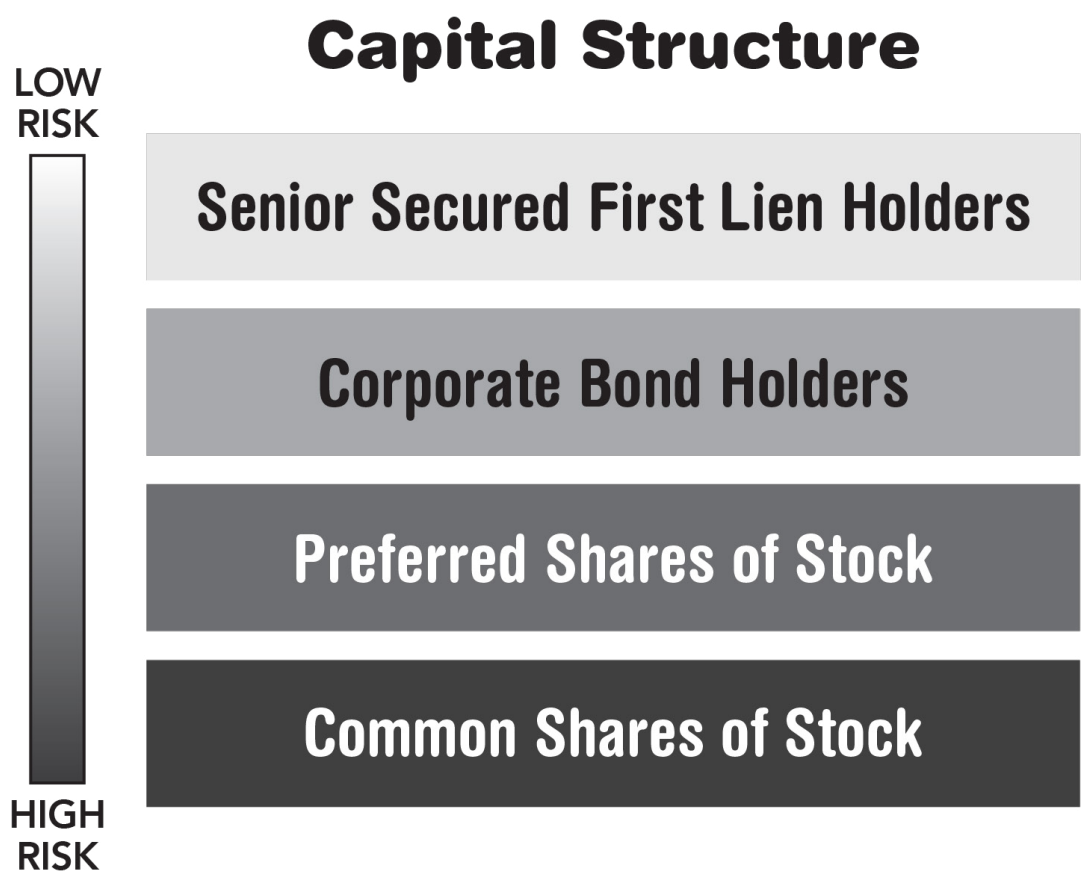 Capital Structure
LOW
RISK
Senior Secured First Lien Holders
Corporate Bond Holders
Preferred Shares of Stock
Common Shares of Stock
HIGH
RISK